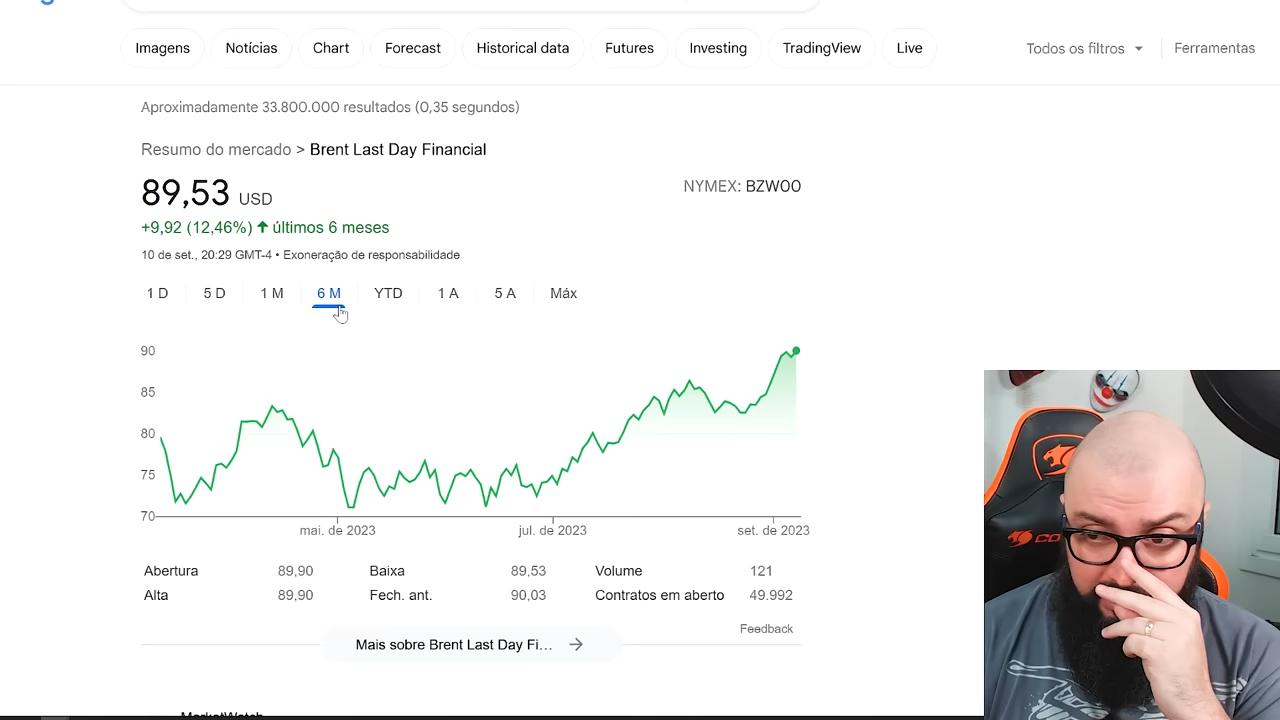 Imagens Notícias Chart Forecast Historical data Futures Investing TradingView Live Todos os filtros Ferramentas
Aproximadamente 33.800.000 resultados (0,35 segundos)
Resumo do mercado > Brent Last Day Financial
89,53 USD
NYMEX: BZW00
+9,92 (12,46%) ↑ últimos 6 meses
10 de set., 20:29 GMT-4 • Exoneração de responsabilidade
1 D 5 D 1 M 6 M YTD 1 A 5 A Máx
90
85
80
75
70
mai. de 2023 jul. de 2023 set. de 2023
Abertura 89,90 Baixa 89,53 Volume 121
Alta 89,90 Fech. ant. 90,03 Contratos em aberto 49.992
Feedback
Mais sobre Brent Last Day Fi... →
MarketWatch